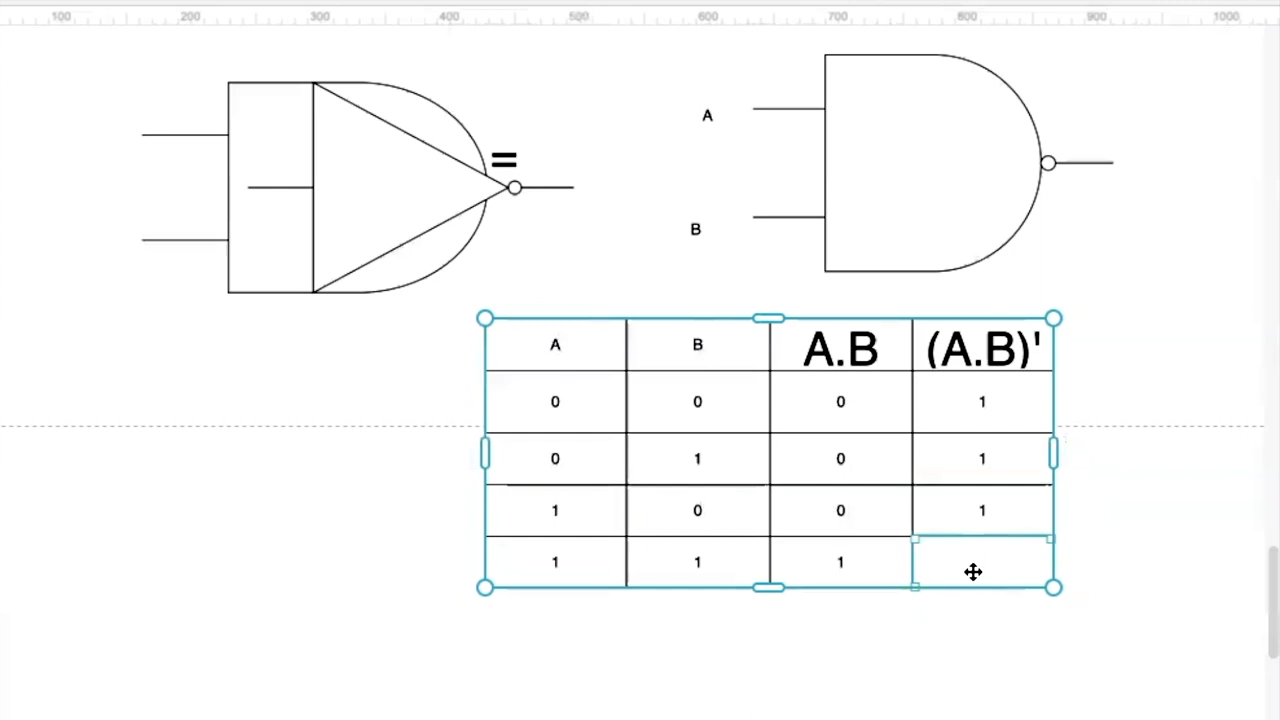 100 200 300 400 500 600 700 800 900 1000
=
A
B
A B A.B (A.B)'
0 0 0 1
0 1 0 1
1 0 0 1
1 1 1